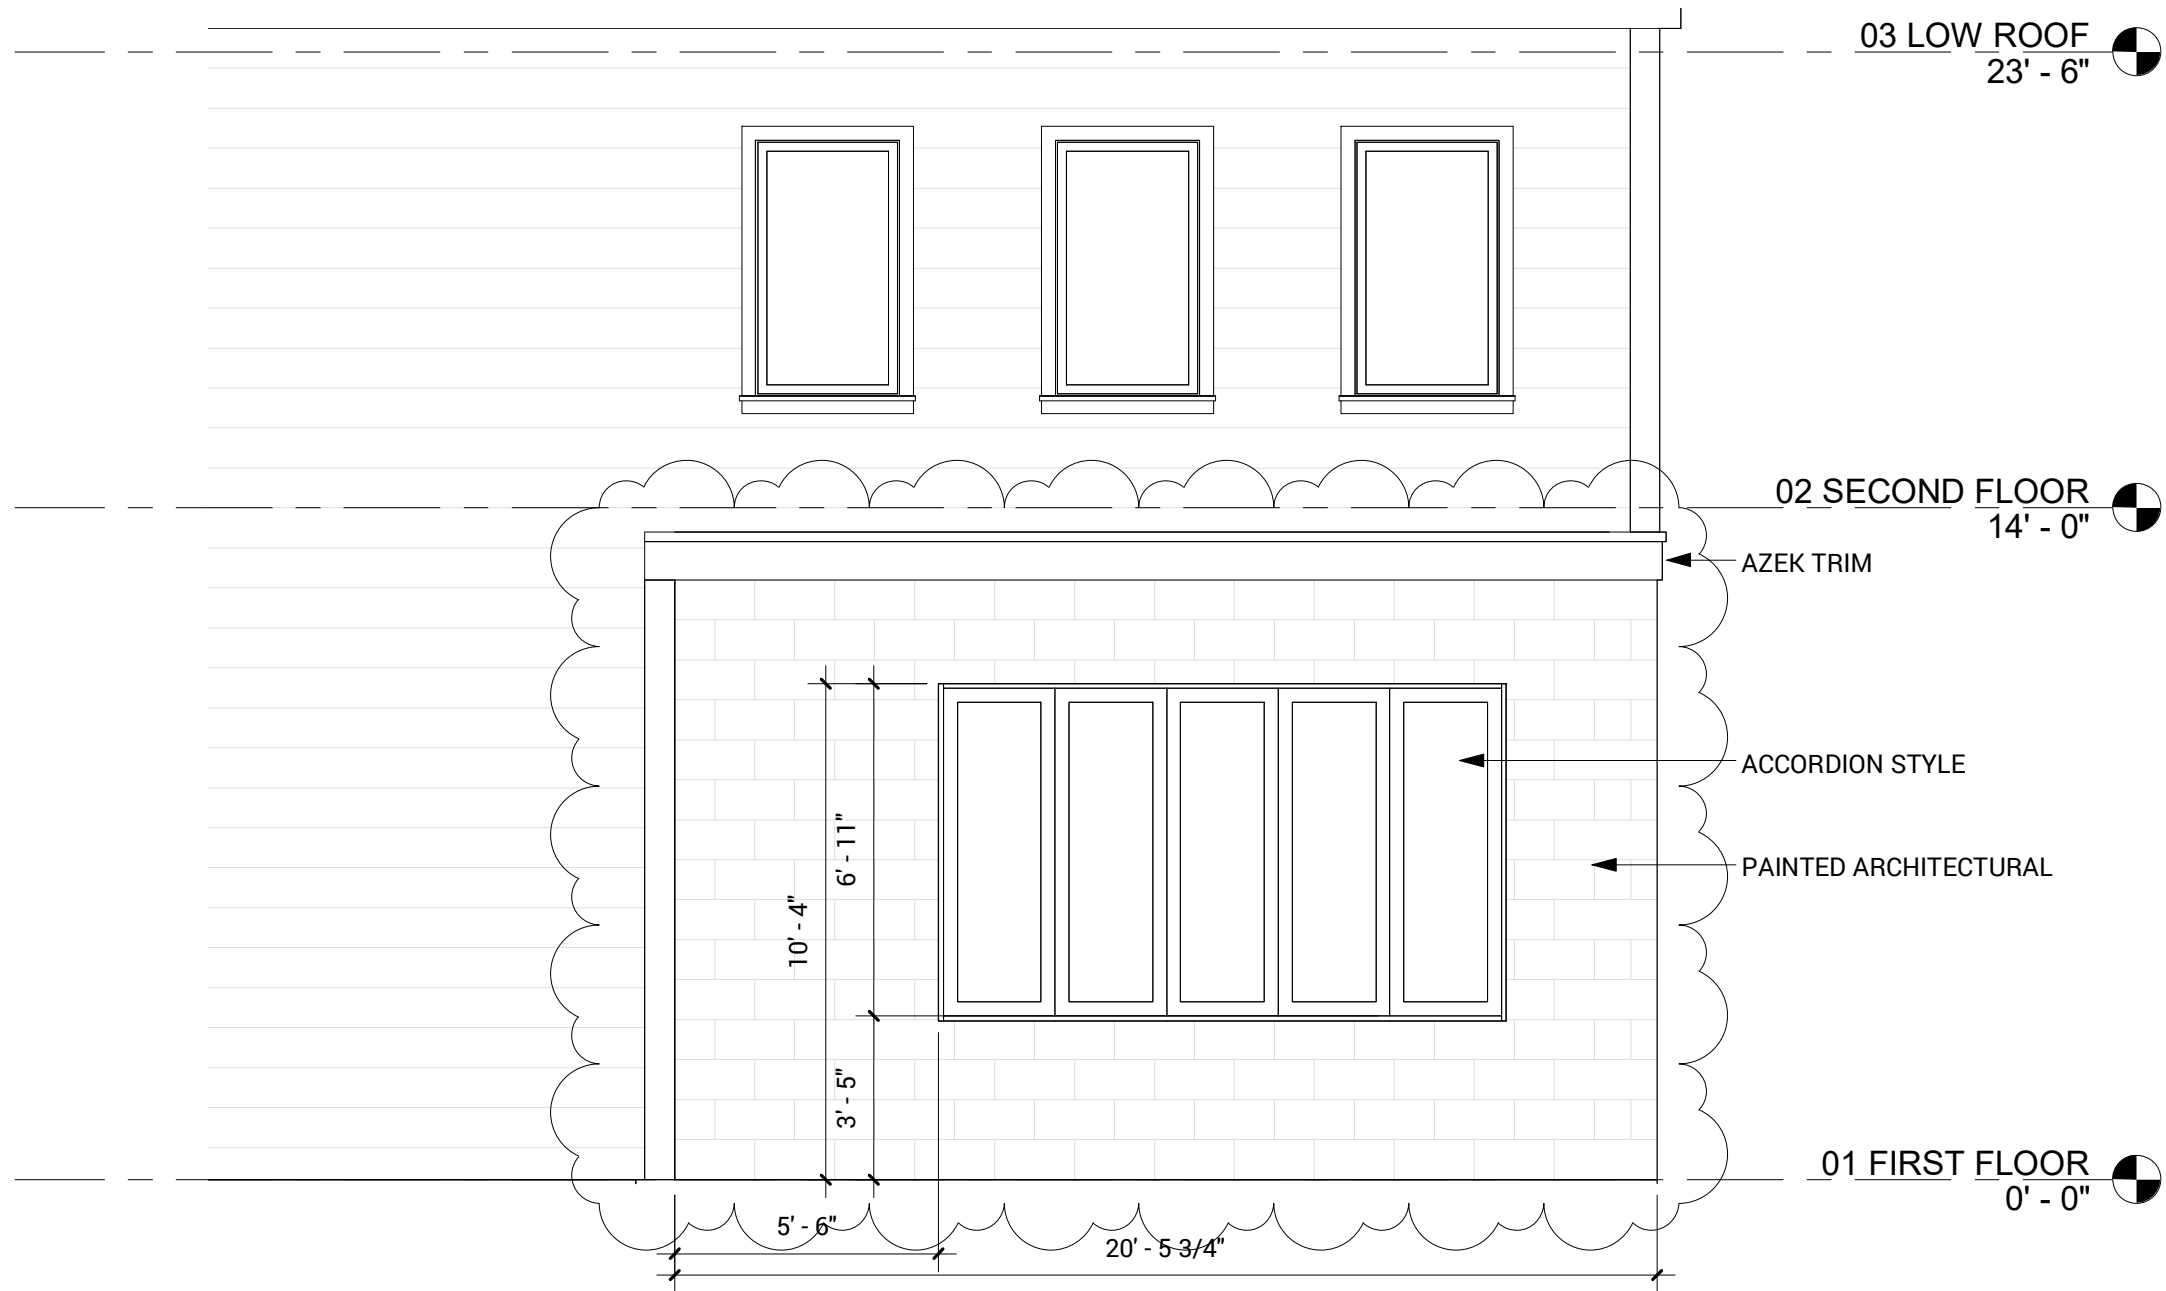 03 LOW ROOF
23' - 6"
02 SECOND FLOOR
14' - 0"
AZEK TRIM
ACCORDION STYLE
6' - 11"
PAINTED ARCHITECTURAL
10' - 4"
3' - 5"
01 FIRST FLOOR
0' - 0"
5' - 6"
20' - 5 3/4"